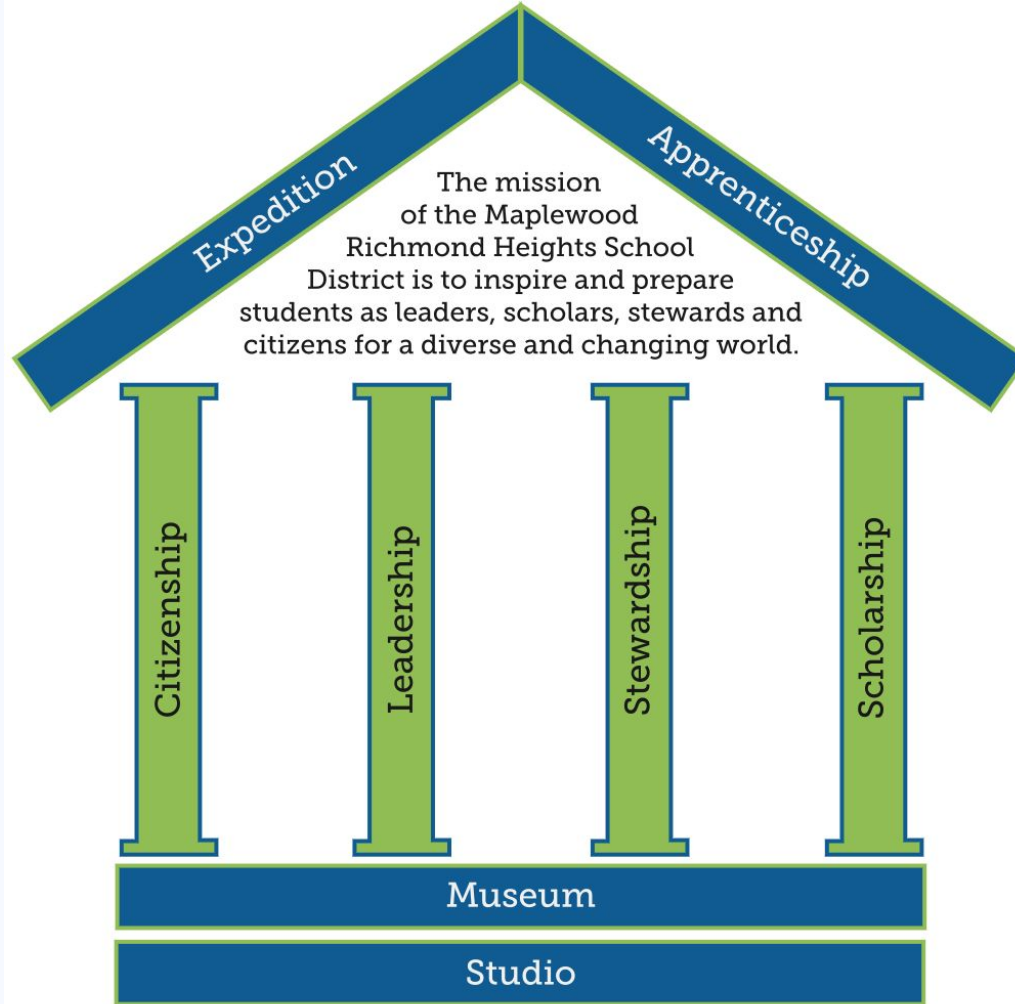 Expedition
Apprenticeship
The mission
of the Maplewood
Richmond Heights School
District is to inspire and prepare
students as leaders, scholars, stewards and
citizens for a diverse and changing world.
Citizenship
Leadership
Stewardship
Scholarship
Museum
Studio